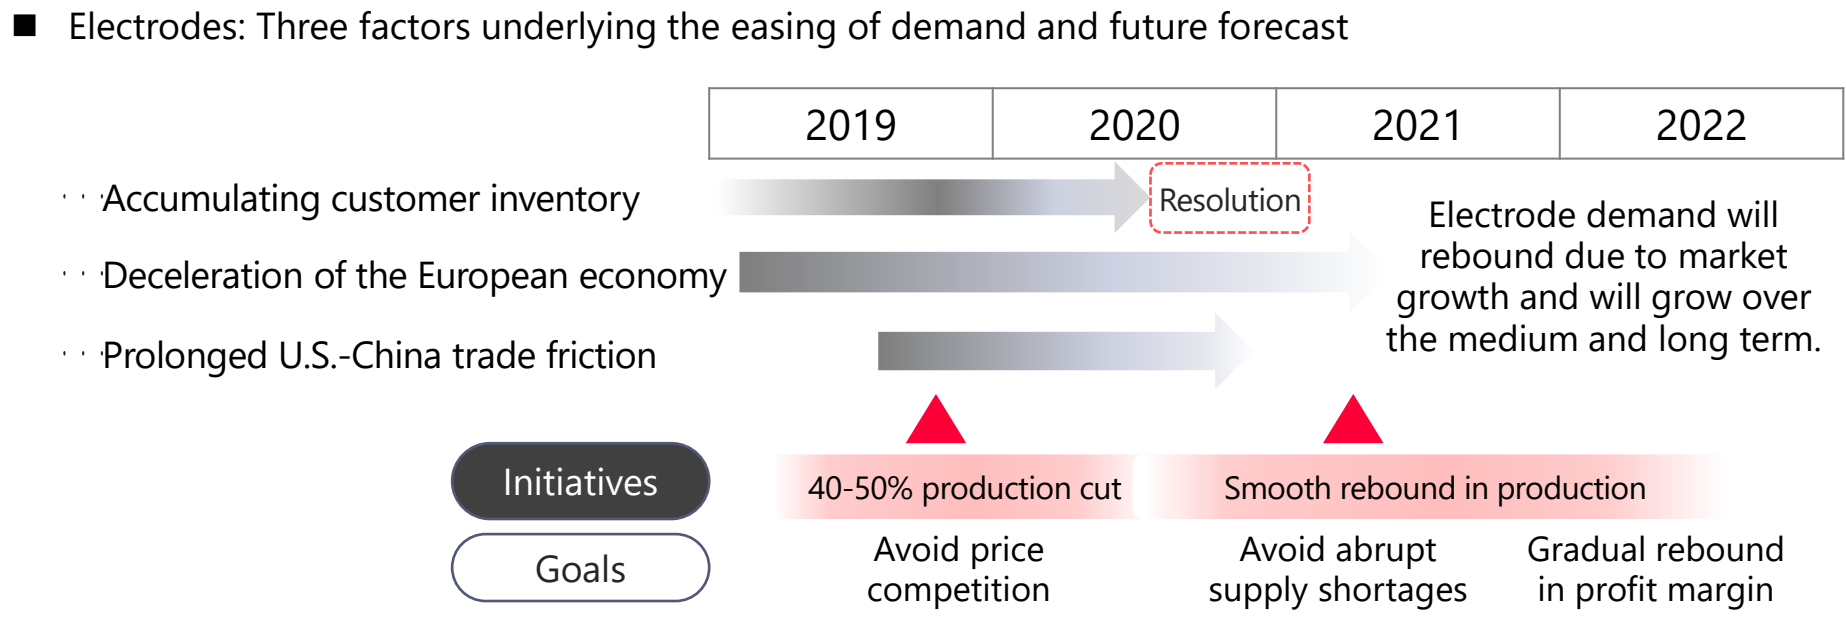 ■ Electrodes: Three factors underlying the easing of demand and future forecast
2019 2020 2021 2022
・・・Accumulating customer inventory
Resolution
・・・Deceleration of the European economy
・・・Prolonged U.S.-China trade friction
Electrode demand will
rebound due to market
growth and will grow over
the medium and long term.
Initiatives
40-50% production cut
Smooth rebound in production
Goals
Avoid price
competition
Avoid abrupt
supply shortages
Gradual rebound
in profit margin